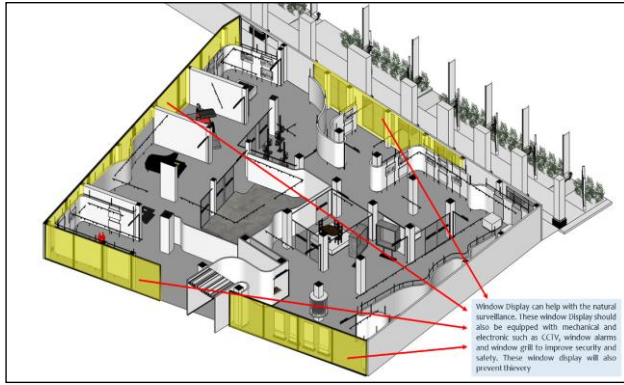 Window Display can help with the natural
surveillance. These window Display should
also be equipped with mechanical and
electronic such as CCTV, window alarms
and window grill to improve security and
safety. These window display will also
prevent thievery